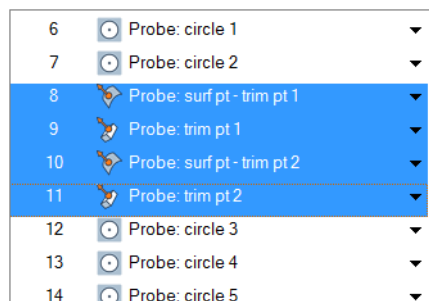 6 Probe: circle 1
7 Probe: circle 2
8 Probe: surf pt - trim pt 1
9 Probe: trim pt 1
10 Probe: surf pt - trim pt 2
11 Probe: trim pt 2
12 Probe: circle 3
13 Probe: circle 4
14 Probe: circle 5